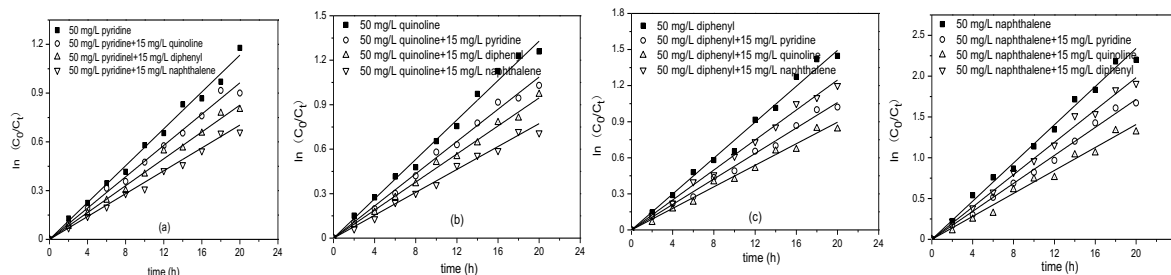 50 mg/L pyridine
50 mg/L pyridine+15 mg/L quinoline
50 mg/L pyridinel+15 mg/L diphenyl
50 mg/L pyridine+15 mg/L naphthalene
1.2
0.9
0.6
0.3
0.0
ln（C0/Ct）
(a)
0 4 8 12 16 20 24
time (h)
50 mg/L quinoline
50 mg/L quinoline+15 mg/L pyridine
50 mg/L quinoline+15 mg/L diphenyl
50 mg/L quinoline+15 mg/L naphthalene
1.5
1.2
0.9
0.6
0.3
0.0
ln（C0/Ct）
(b)
0 4 8 12 16 20 24
time (h)
50 mg/L diphenyl
50 mg/L diphenyl+15 mg/L pyridine
50 mg/L diphenyl+15 mg/L quinoline
50 mg/L diphenyl+15 mg/L naphthalene
1.8
1.5
1.2
0.9
0.6
0.3
0.0
ln（C0/Ct）
(c)
0 4 8 12 16 20 24
time (h)
50 mg/L naphthalene
50 mg/L naphthalene+15 mg/L pyridine
50 mg/L naphthalene+15 mg/L quinoline
50 mg/L naphthalene+15 mg/L diphenyl
2.5
2.0
1.5
1.0
0.5
0.0
ln（C0/Ct）
0 4 8 12 16 20 24
time (h)